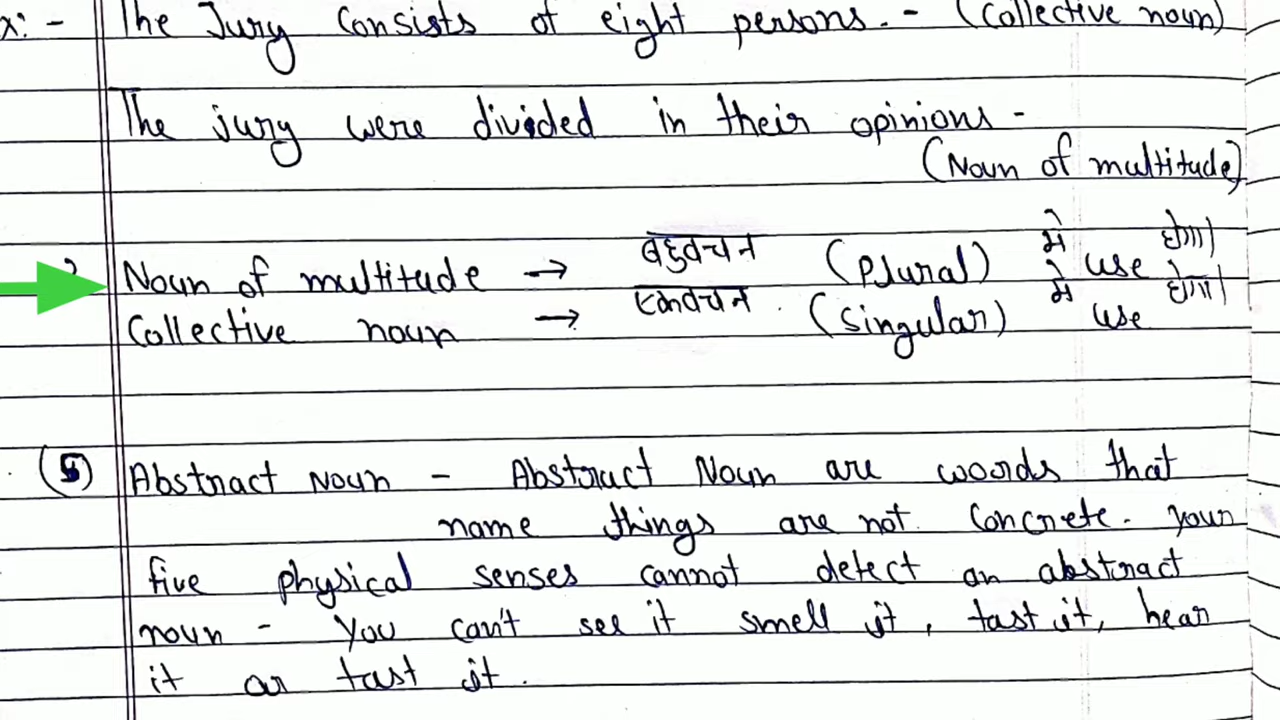 x: - The Jury consists of eight persons. - (Collective noun)
The jury were divided in their opinions -
(Noun of multitude)
Noun of multitude → बहुवचन (Plural) में use होगा
Collective noun → एकवचन (Singular) में use होगा
(5) Abstract Noun - Abstract Noun are words that
name things are not concrete. your
five physical senses cannot detect an abstract
noun - you can't see it smell it, tast it, hear
it or tast it.